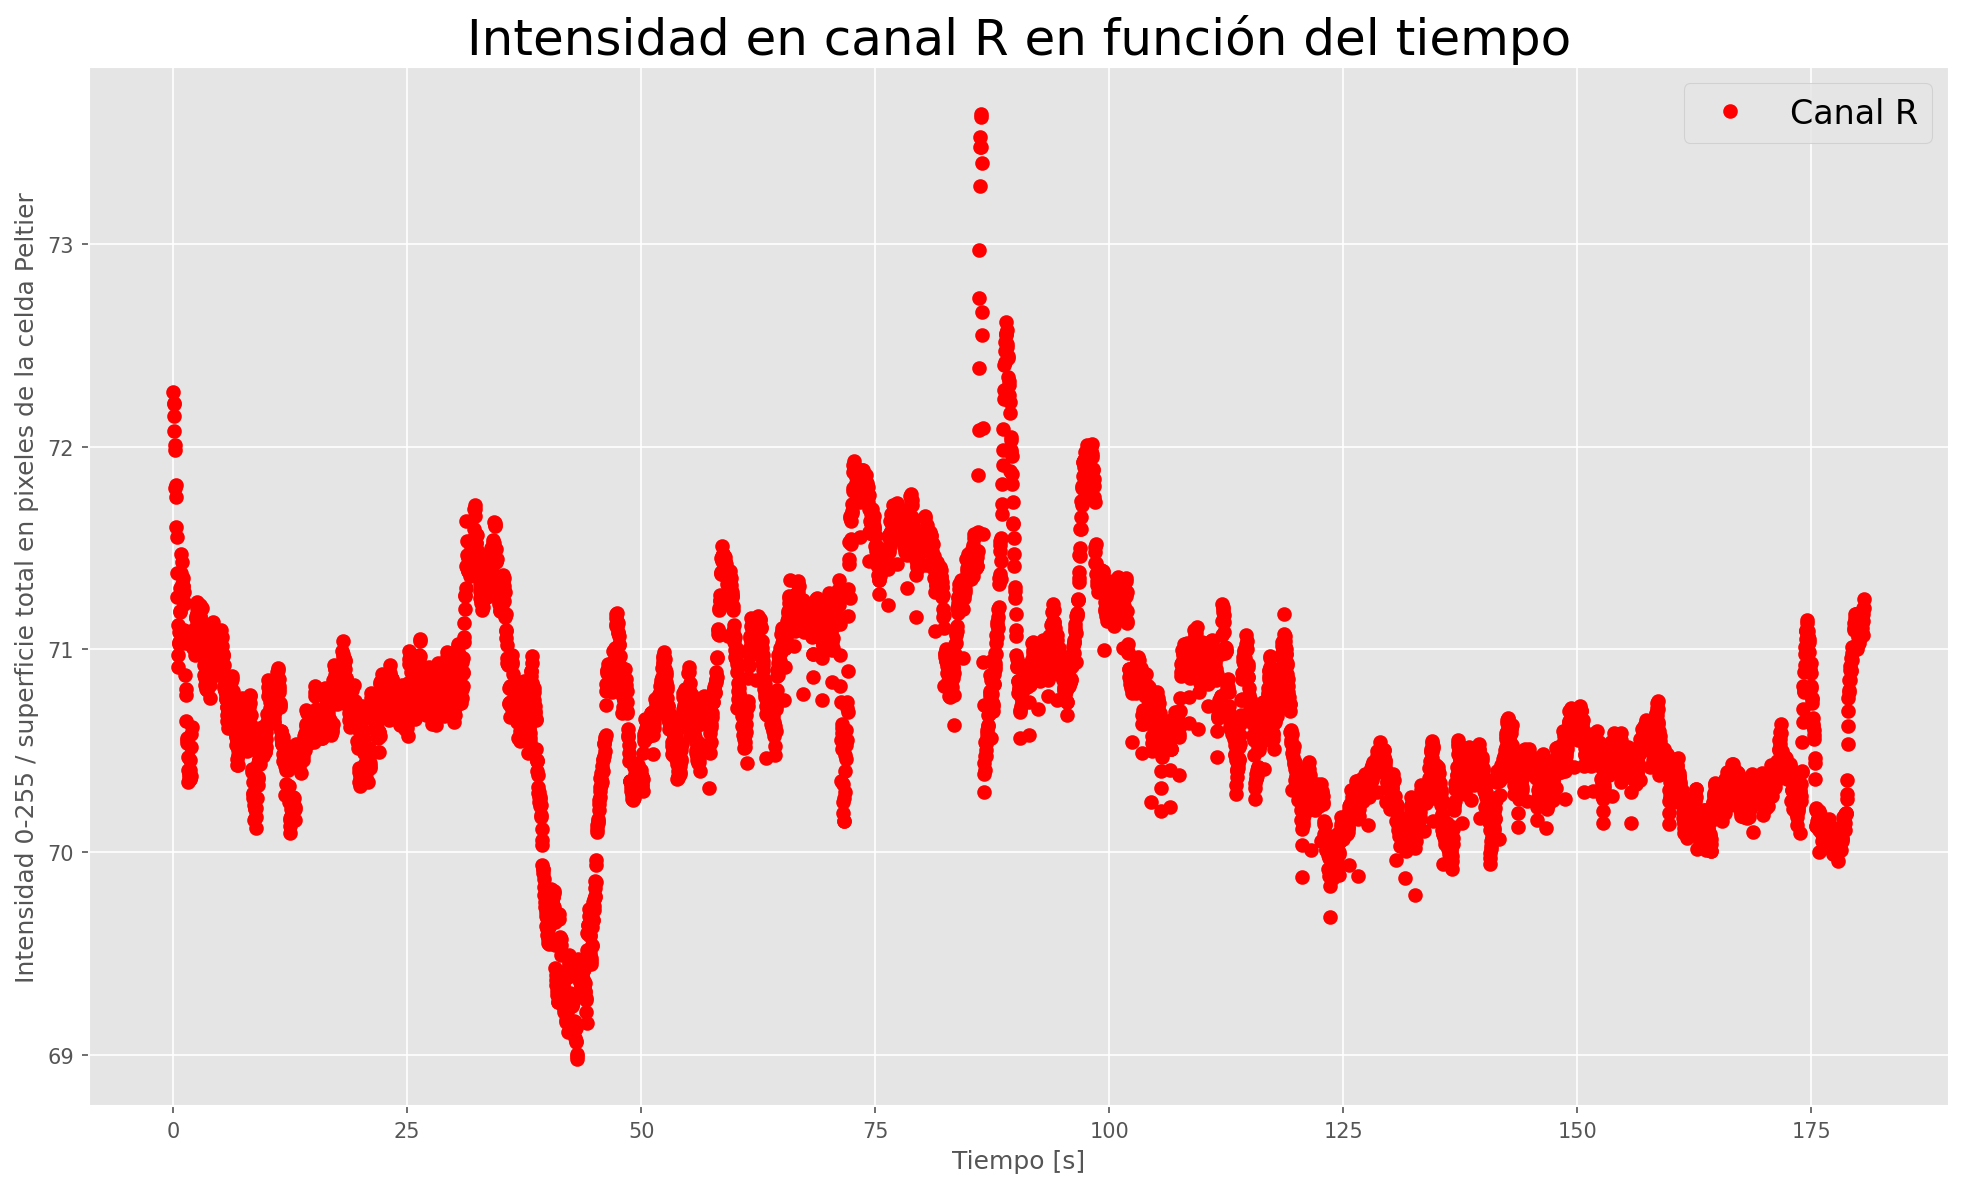 Intensidad en canal R en función del tiempo
Canal R
Intensidad 0-255 / superficie total en pixeles de la celda Peltier
73
72
71
70
69
0 25 50 75 100 125 150 175
Tiempo [s]